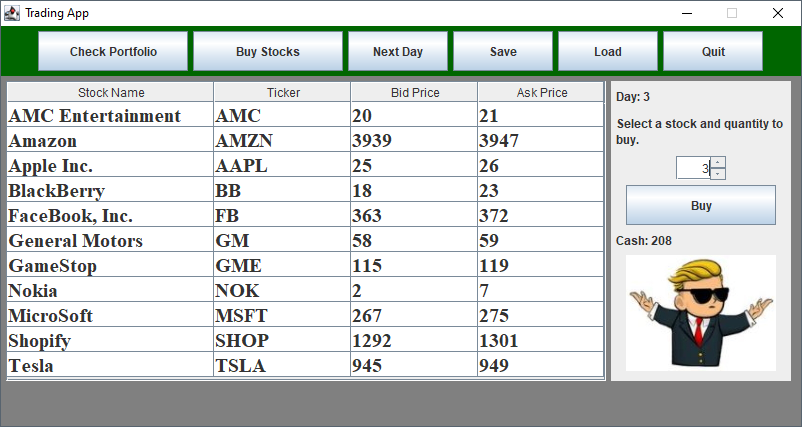 Trading App
Check Portfolio Buy Stocks Next Day Save Load Quit
Stock Name Ticker Bid Price Ask Price
AMC Entertainment AMC 20 21
Amazon AMZN 3939 3947
Apple Inc. AAPL 25 26
BlackBerry BB 18 23
FaceBook, Inc. FB 363 372
General Motors GM 58 59
GameStop GME 115 119
Nokia NOK 2 7
MicroSoft MSFT 267 275
Shopify SHOP 1292 1301
Tesla TSLA 945 949
Day: 3
Select a stock and quantity to
buy.
3
Buy
Cash: 208